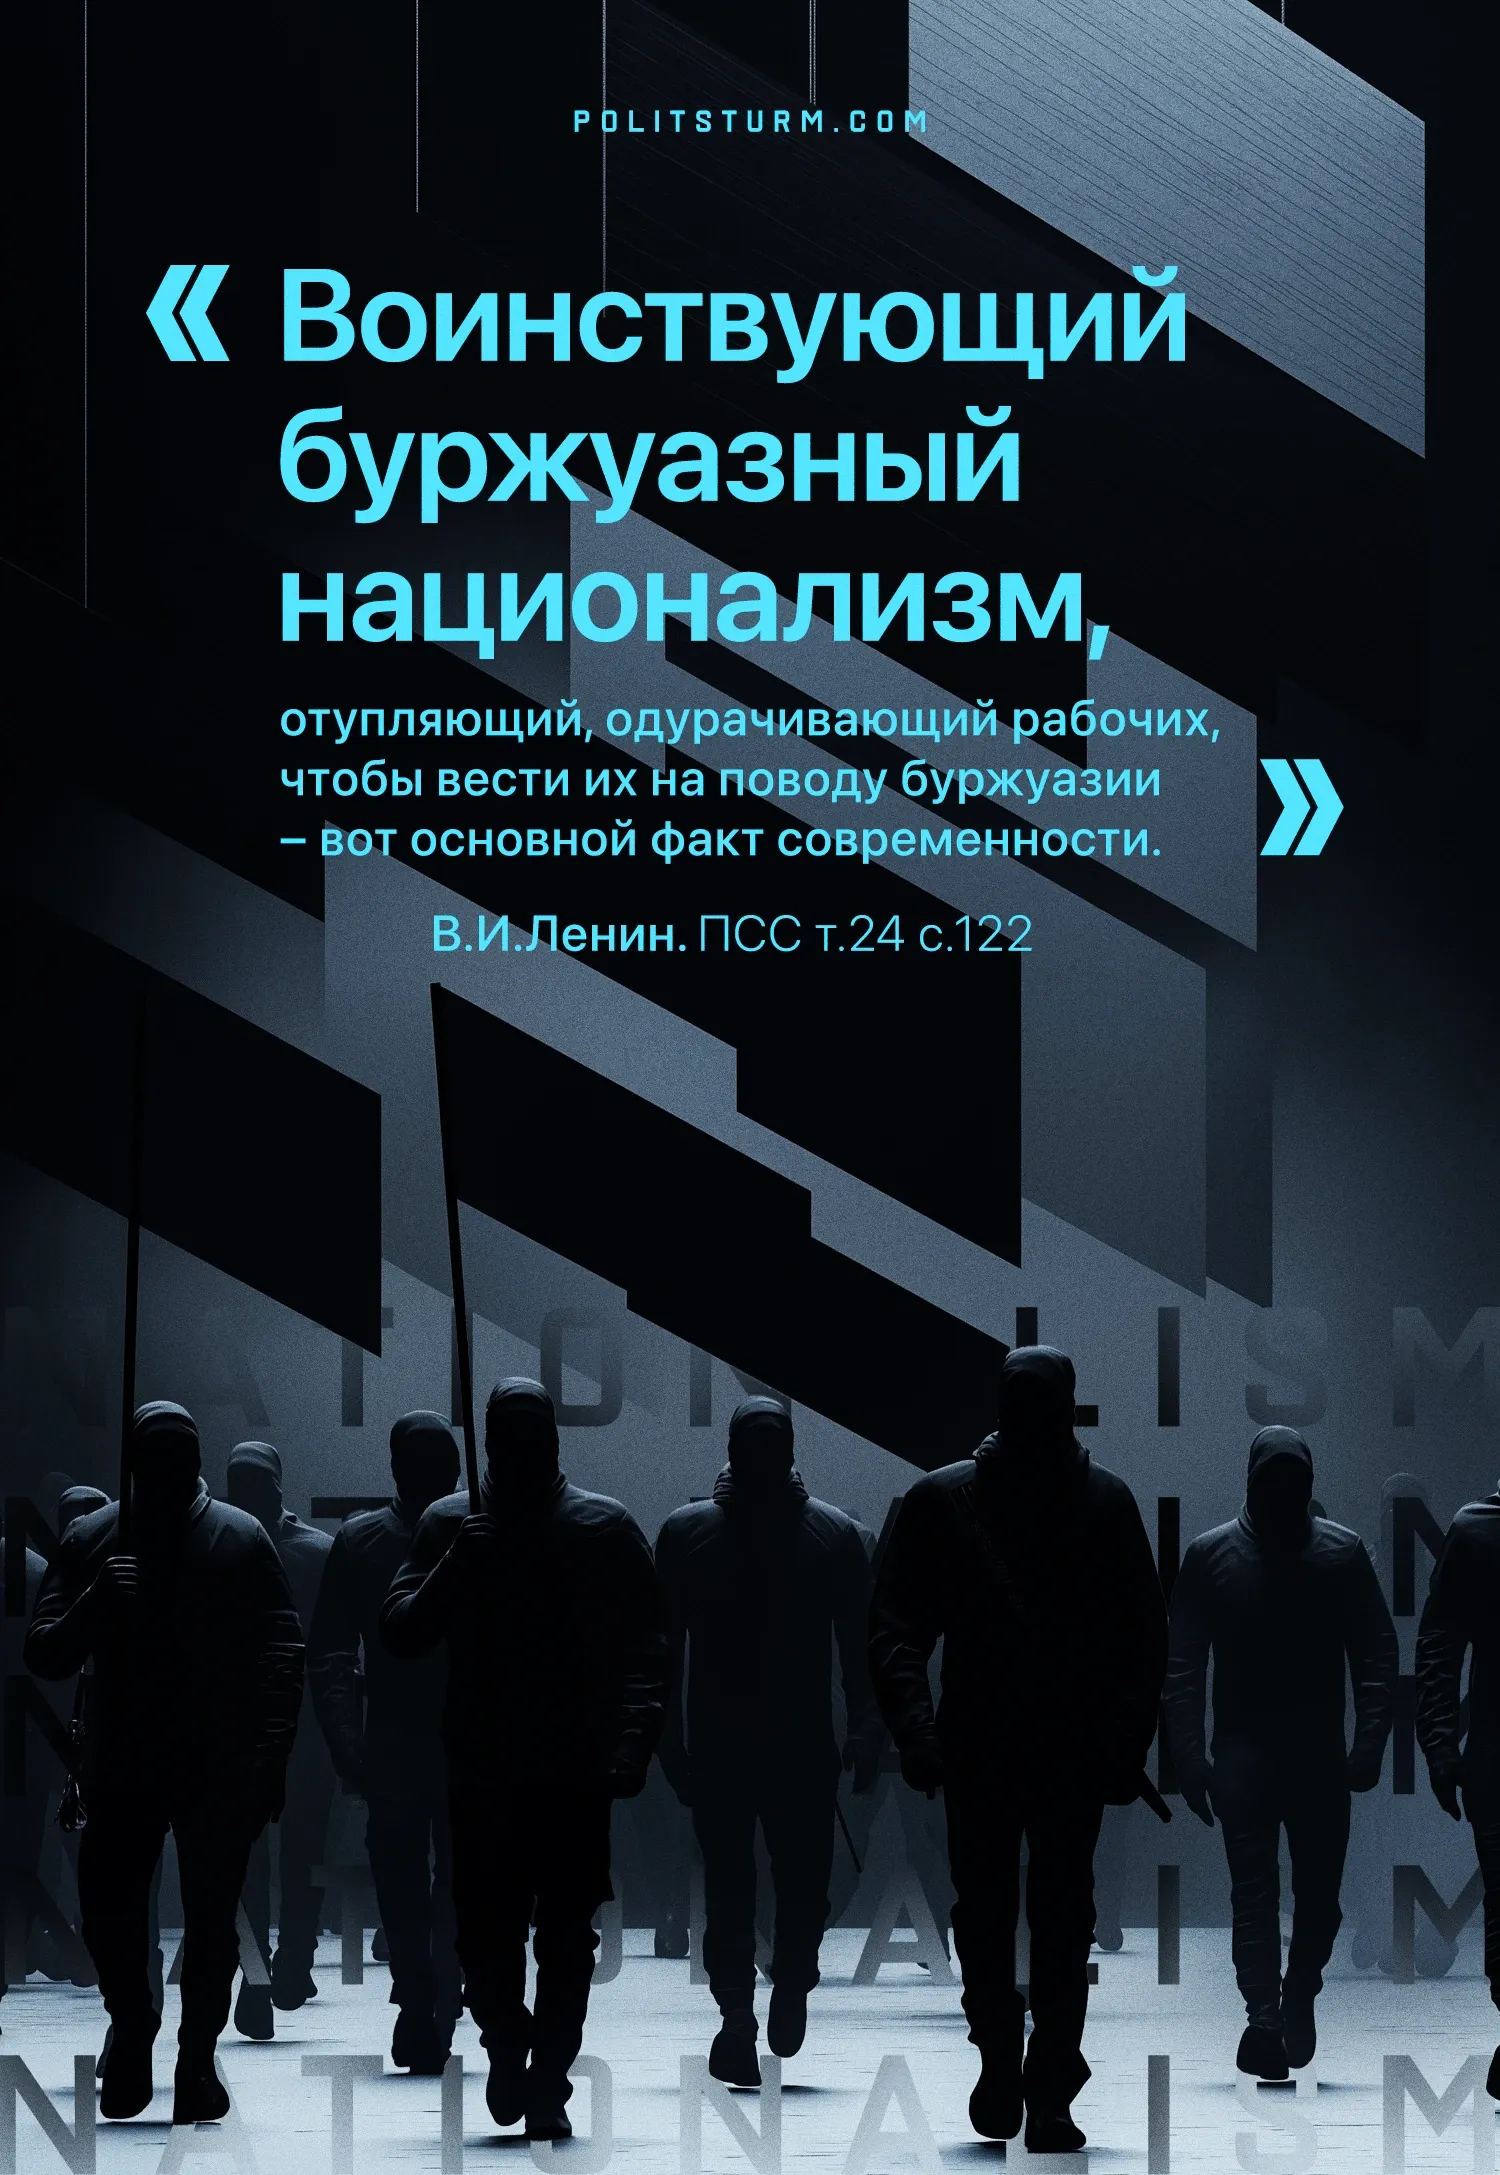 POLITSTURM.COM
« Воинствующий
буржуазный
национализм,
отупляющий, одурачивающий рабочих,
чтобы вести их на поводу буржуазии
– вот основной факт современности. »
В.И.Ленин. ПСС т.24 с.122
NATIONALISM
NATIONALISM
NATIONALISM
NATIONALISM
NATIONALISM